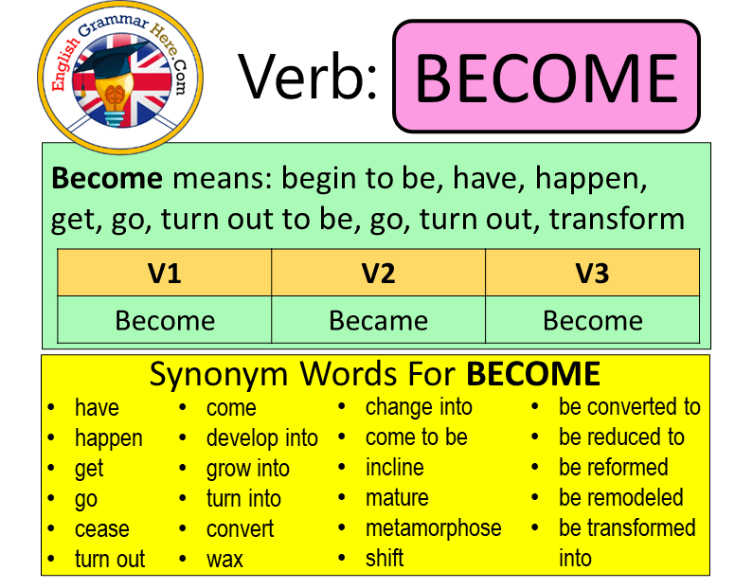 English Grammar Here.Com
Verb: BECOME
Become means: begin to be, have, happen,
get, go, turn out to be, go, turn out, transform
V1 V2 V3
Become Became Become
Synonym Words For BECOME
• have • come • change into • be converted to
• happen • develop into • come to be • be reduced to
• get • grow into • incline • be reformed
• go • turn into • mature • be remodeled
• cease • convert • metamorphose • be transformed
• turn out • wax • shift into